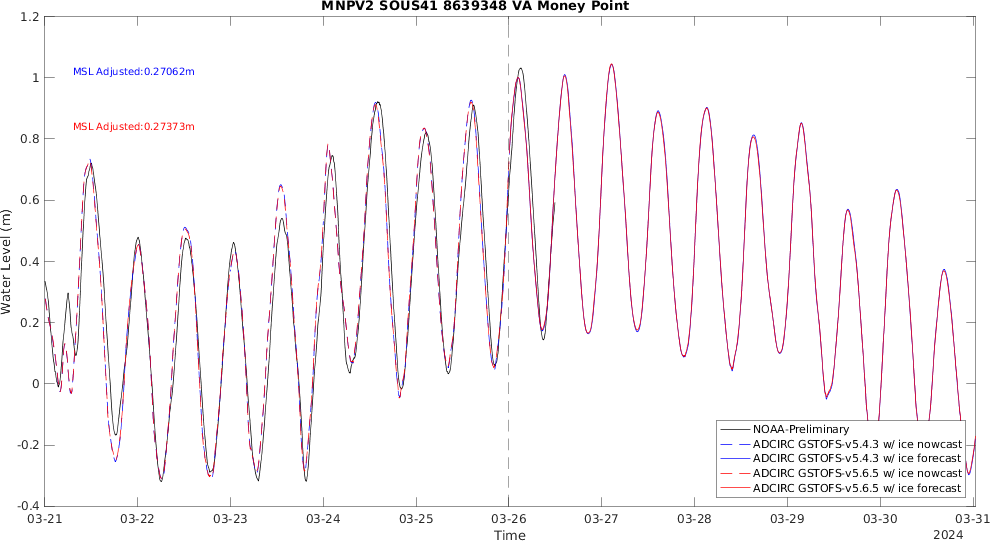 MNPV2 SOUS41 8639348 VA Money Point
1.2
1
0.8
0.6
0.4
0.2
0
-0.2
-0.4
Water Level (m)
MSL Adjusted:0.27062m
MSL Adjusted:0.27373m
NOAA-Preliminary
ADCIRC GSTOFS-v5.4.3 w/ ice nowcast
ADCIRC GSTOFS-v5.4.3 w/ ice forecast
ADCIRC GSTOFS-v5.6.5 w/ ice nowcast
ADCIRC GSTOFS-v5.6.5 w/ ice forecast
03-21 03-22 03-23 03-24 03-25 03-26 03-27 03-28 03-29 03-30 03-31
Time
2024